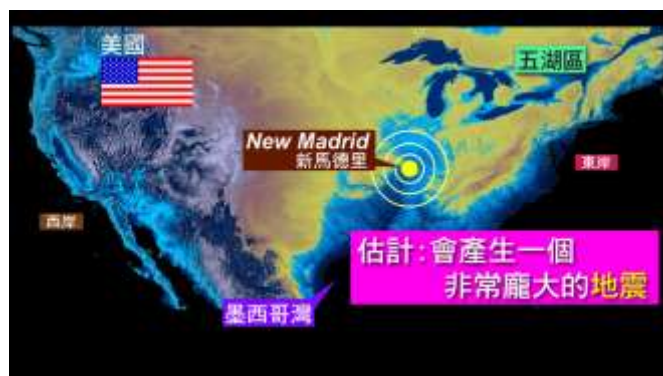 美國
五湖區
New Madrid
新馬德里
東岸
西岸
估計:會產生一個
非常龐大的地震
墨西哥灣